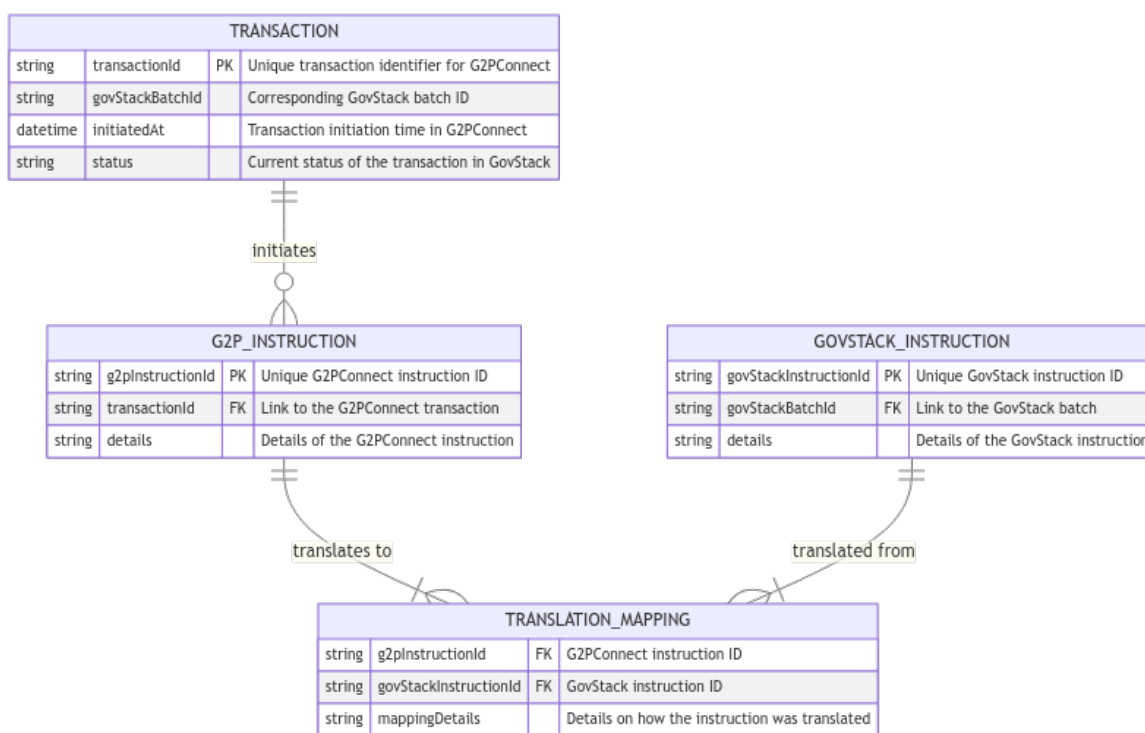 TRANSACTION
string transactionId PK Unique transaction identifier for G2PConnect
string govStackBatchId Corresponding GovStack batch ID
datetime initiatedAt Transaction initiation time in G2PConnect
string status Current status of the transaction in GovStack
initiates
G2P_INSTRUCTION
string g2pInstructionId PK Unique G2PConnect instruction ID
string transactionId FK Link to the G2PConnect transaction
string details Details of the G2PConnect instruction
GOVSTACK_INSTRUCTION
string govStackInstructionId PK Unique GovStack instruction ID
string govStackBatchId FK Link to the GovStack batch
string details Details of the GovStack instruction
translates to
translated from
TRANSLATION_MAPPING
string g2pInstructionId FK G2PConnect instruction ID
string govStackInstructionId FK GovStack instruction ID
string mappingDetails Details on how the instruction was translated